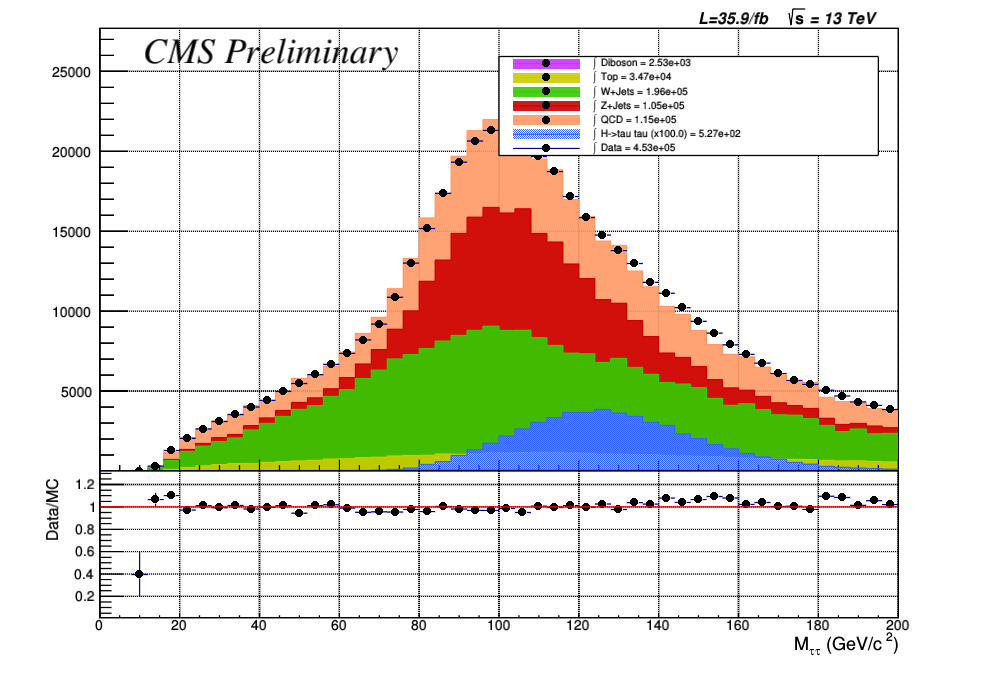 L=35.9/fb √s = 13 TeV
CMS Preliminary
∫ Diboson = 2.53e+03
∫ Top = 3.47e+04
∫ W+Jets = 1.96e+05
∫ Z+Jets = 1.05e+05
∫ QCD = 1.15e+05
∫ H->tau tau (x100.0) = 5.27e+02
∫ Data = 4.53e+05
25000
20000
15000
10000
5000
Data/MC
1.2
1
0.8
0.6
0.4
0.2
0 20 40 60 80 100 120 140 160 180 200
Mττ (GeV/c²)